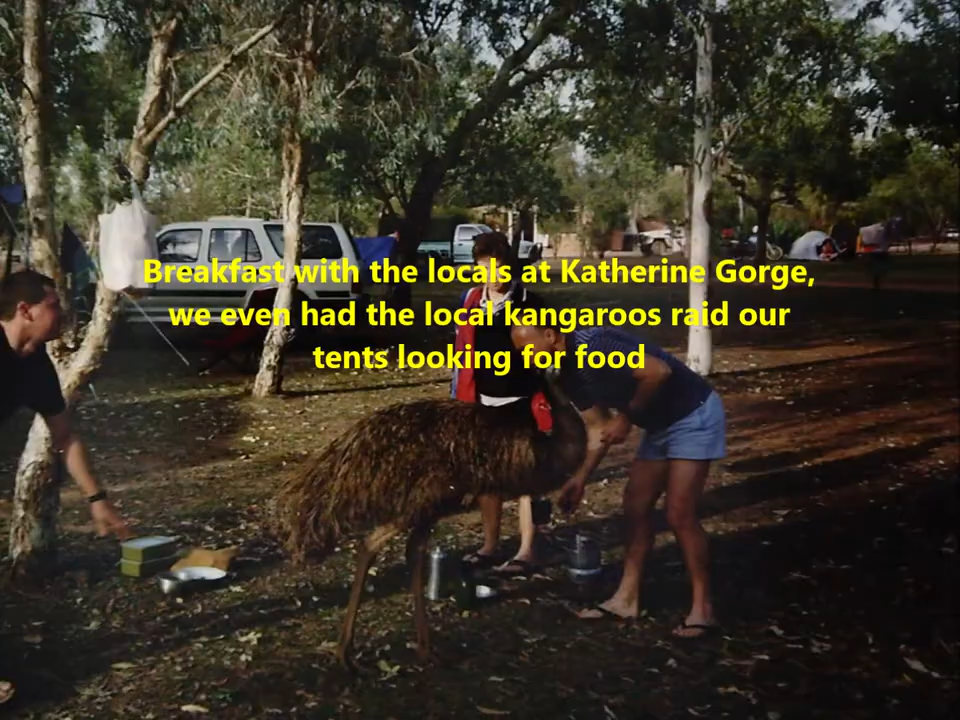 Breakfast with the locals at Katherine Gorge,
we even had the local kangaroos raid our
tents looking for food